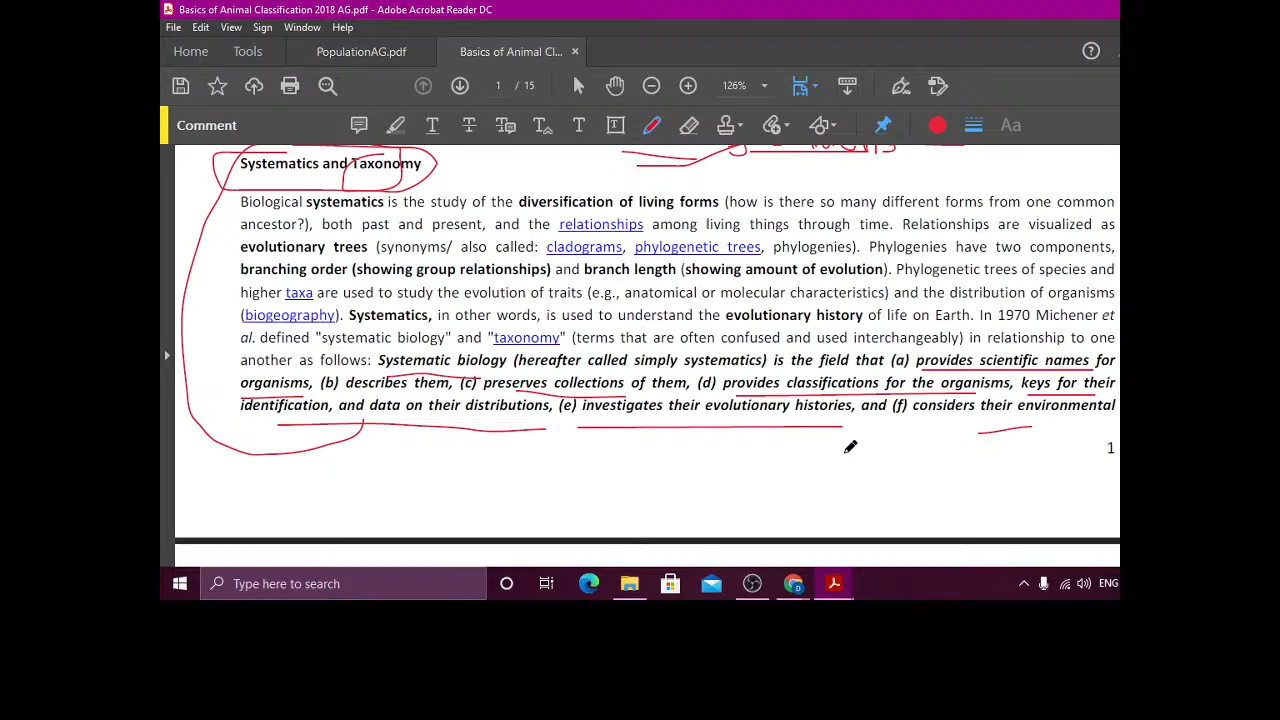 Basics of Animal Classification 2018 AG.pdf - Adobe Acrobat Reader DC
File Edit View Sign Window Help
Home Tools PopulationAG.pdf Basics of Animal Cl... ×
1 / 15 126%
Comment Aa
Systematics and Taxonomy
Biological systematics is the study of the diversification of living forms (how is there so many different forms from one common
ancestor?), both past and present, and the relationships among living things through time. Relationships are visualized as
evolutionary trees (synonyms/ also called: cladograms, phylogenetic trees, phylogenies). Phylogenies have two components,
branching order (showing group relationships) and branch length (showing amount of evolution). Phylogenetic trees of species and
higher taxa are used to study the evolution of traits (e.g., anatomical or molecular characteristics) and the distribution of organisms
(biogeography). Systematics, in other words, is used to understand the evolutionary history of life on Earth. In 1970 Michener et
al. defined "systematic biology" and "taxonomy" (terms that are often confused and used interchangeably) in relationship to one
another as follows: Systematic biology (hereafter called simply systematics) is the field that (a) provides scientific names for
organisms, (b) describes them, (c) preserves collections of them, (d) provides classifications for the organisms, keys for their
identification, and data on their distributions, (e) investigates their evolutionary histories, and (f) considers their environmental
1
Type here to search ENG